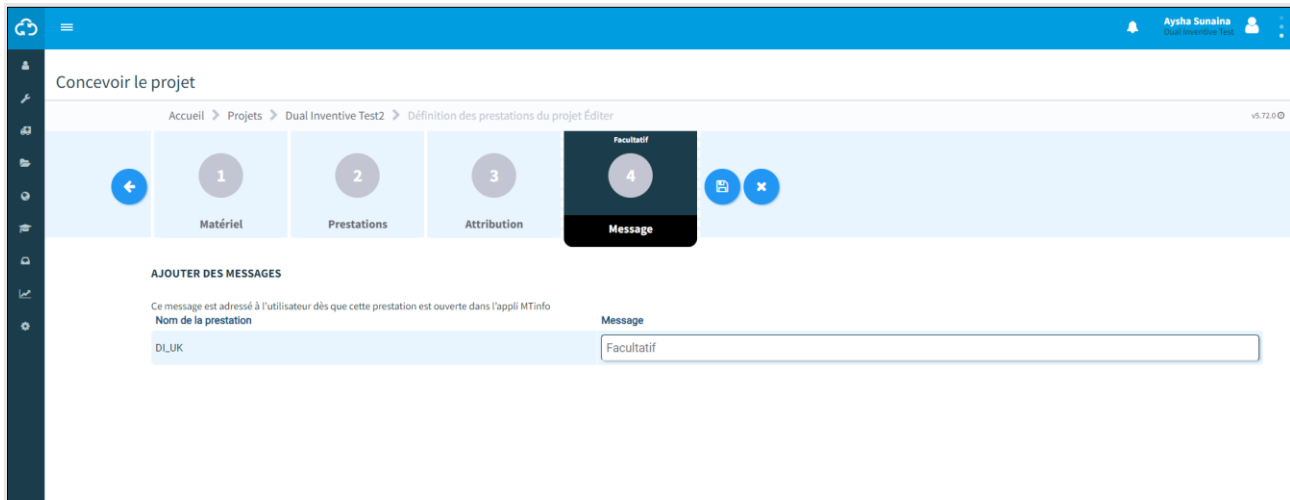 Aysha Sunaina
Dual Inventive Test
Concevoir le projet
Accueil Projets Dual Inventive Test2 Définition des prestations du projet Éditer
v5.72.0
1
Matériel
2
Prestations
3
Attribution
Facultatif
4
Message
AJOUTER DES MESSAGES
Ce message est adressé à l'utilisateur dès que cette prestation est ouverte dans l'appli MTinfo
Nom de la prestation Message
DI_UK Facultatif